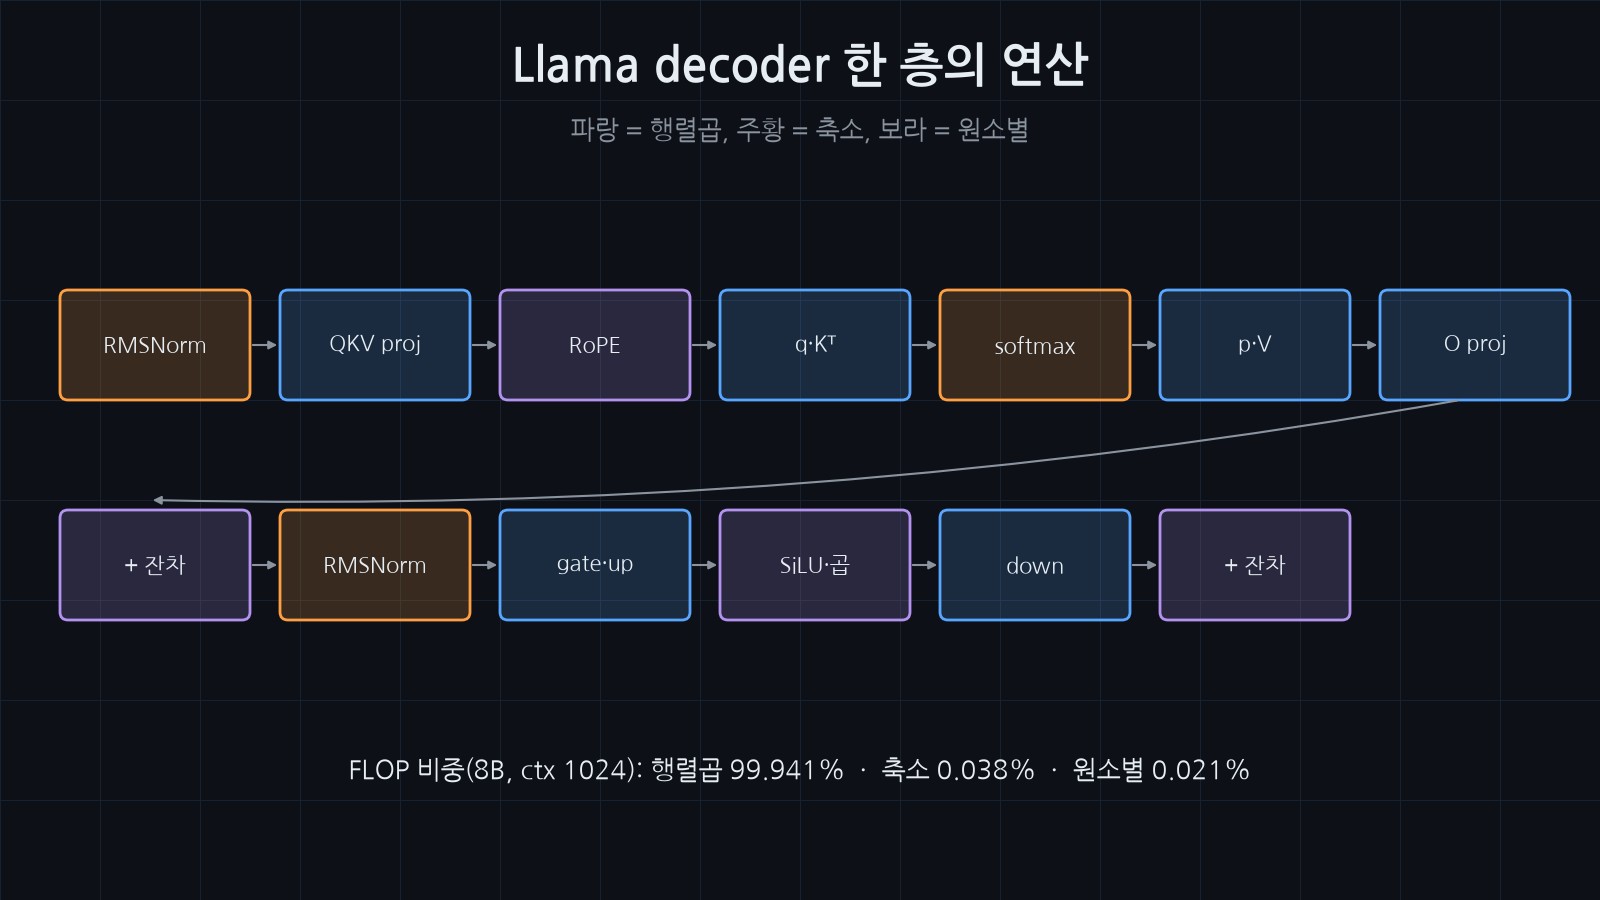 Llama decoder 한 층의 연산
파랑 = 행렬곱, 주황 = 축소, 보라 = 원소별
RMSNorm
QKV proj
RoPE
q·Kᵀ
softmax
p·V
O proj
+ 잔차
RMSNorm
gate·up
SiLU·곱
down
+ 잔차
FLOP 비중(8B, ctx 1024): 행렬곱 99.941% · 축소 0.038% · 원소별 0.021%